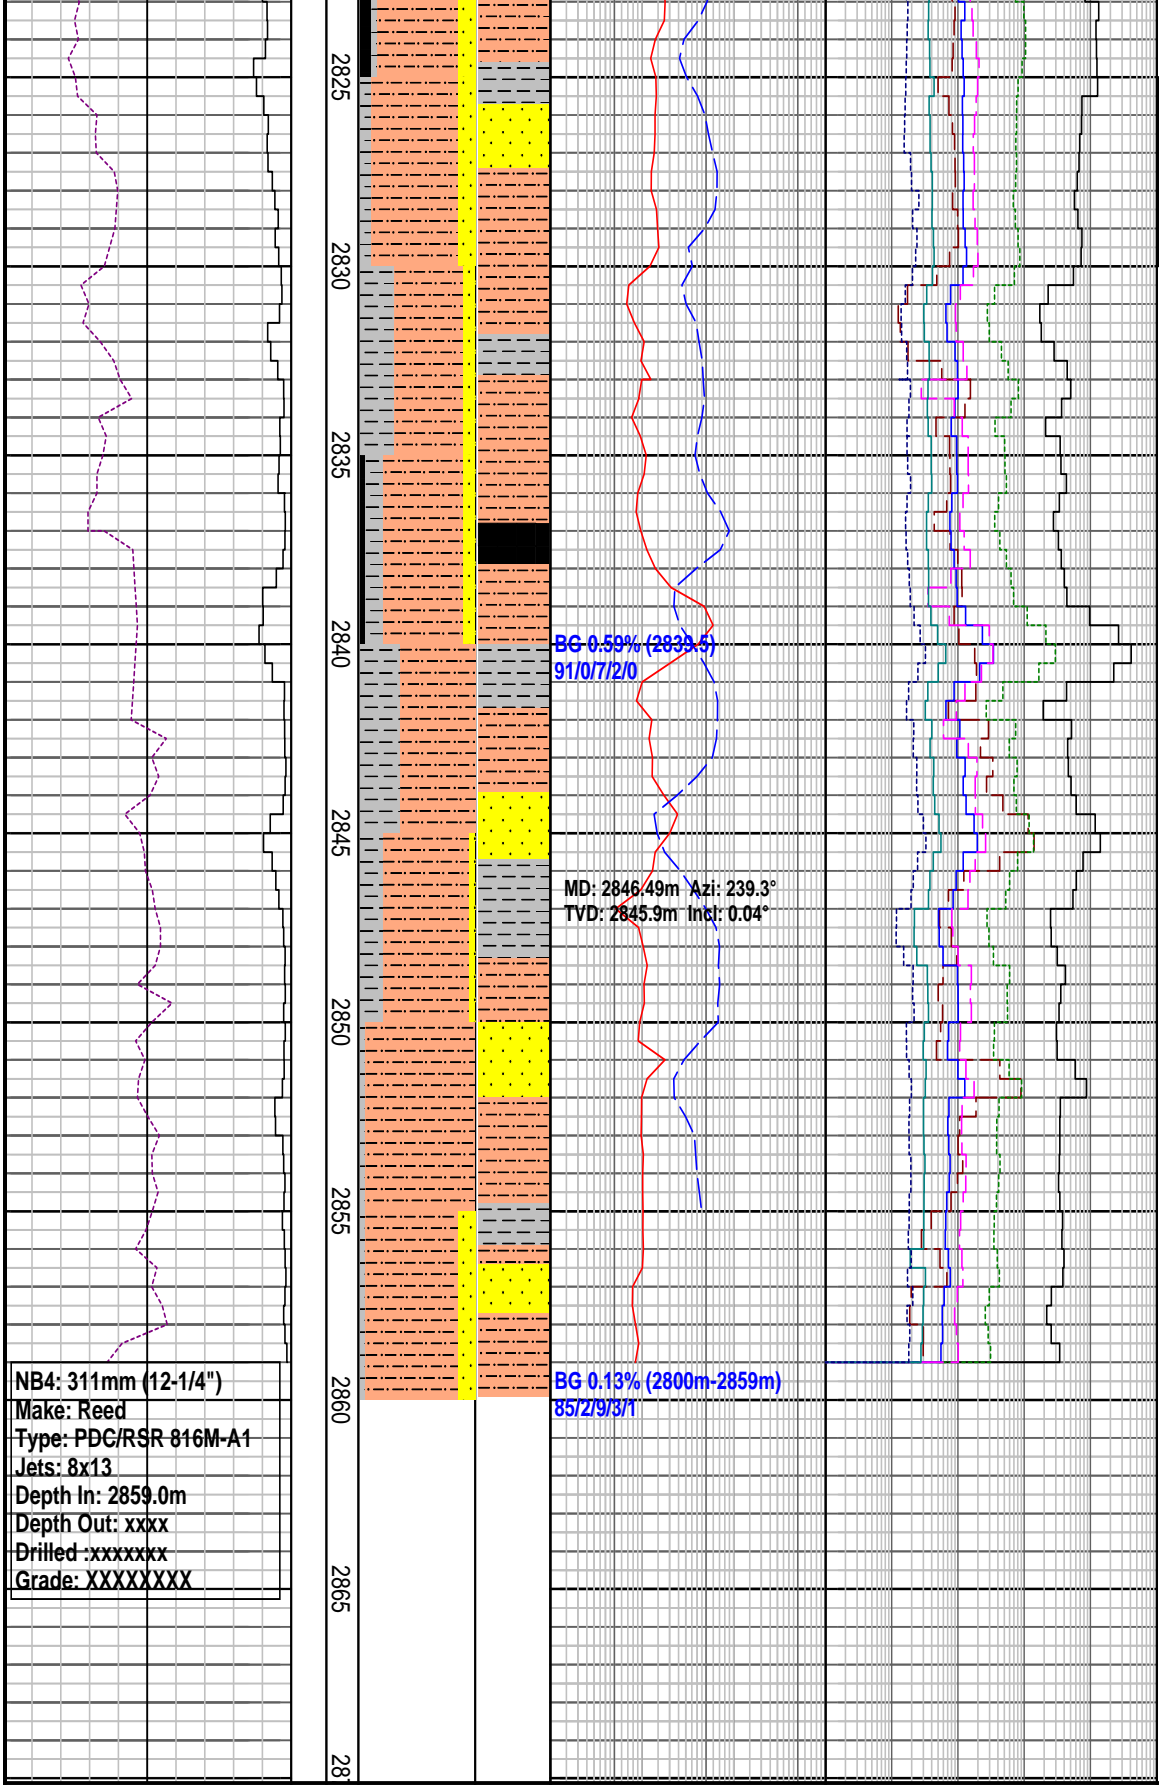 2825
2830
2835
2840
BG 0.59% (2839.5)
91/0/7/2/0
2845
MD: 2846.49m Azi: 239.3°
TVD: 2845.9m Incl: 0.04°
2850
2855
NB4: 311mm (12-1/4")
Make: Reed
Type: PDC/RSR 816M-A1
Jets: 8x13
Depth In: 2859.0m
Depth Out: xxxx
Drilled :xxxxxxx
Grade: XXXXXXXX
2860
BG 0.13% (2800m-2859m)
85/2/9/3/1
2865